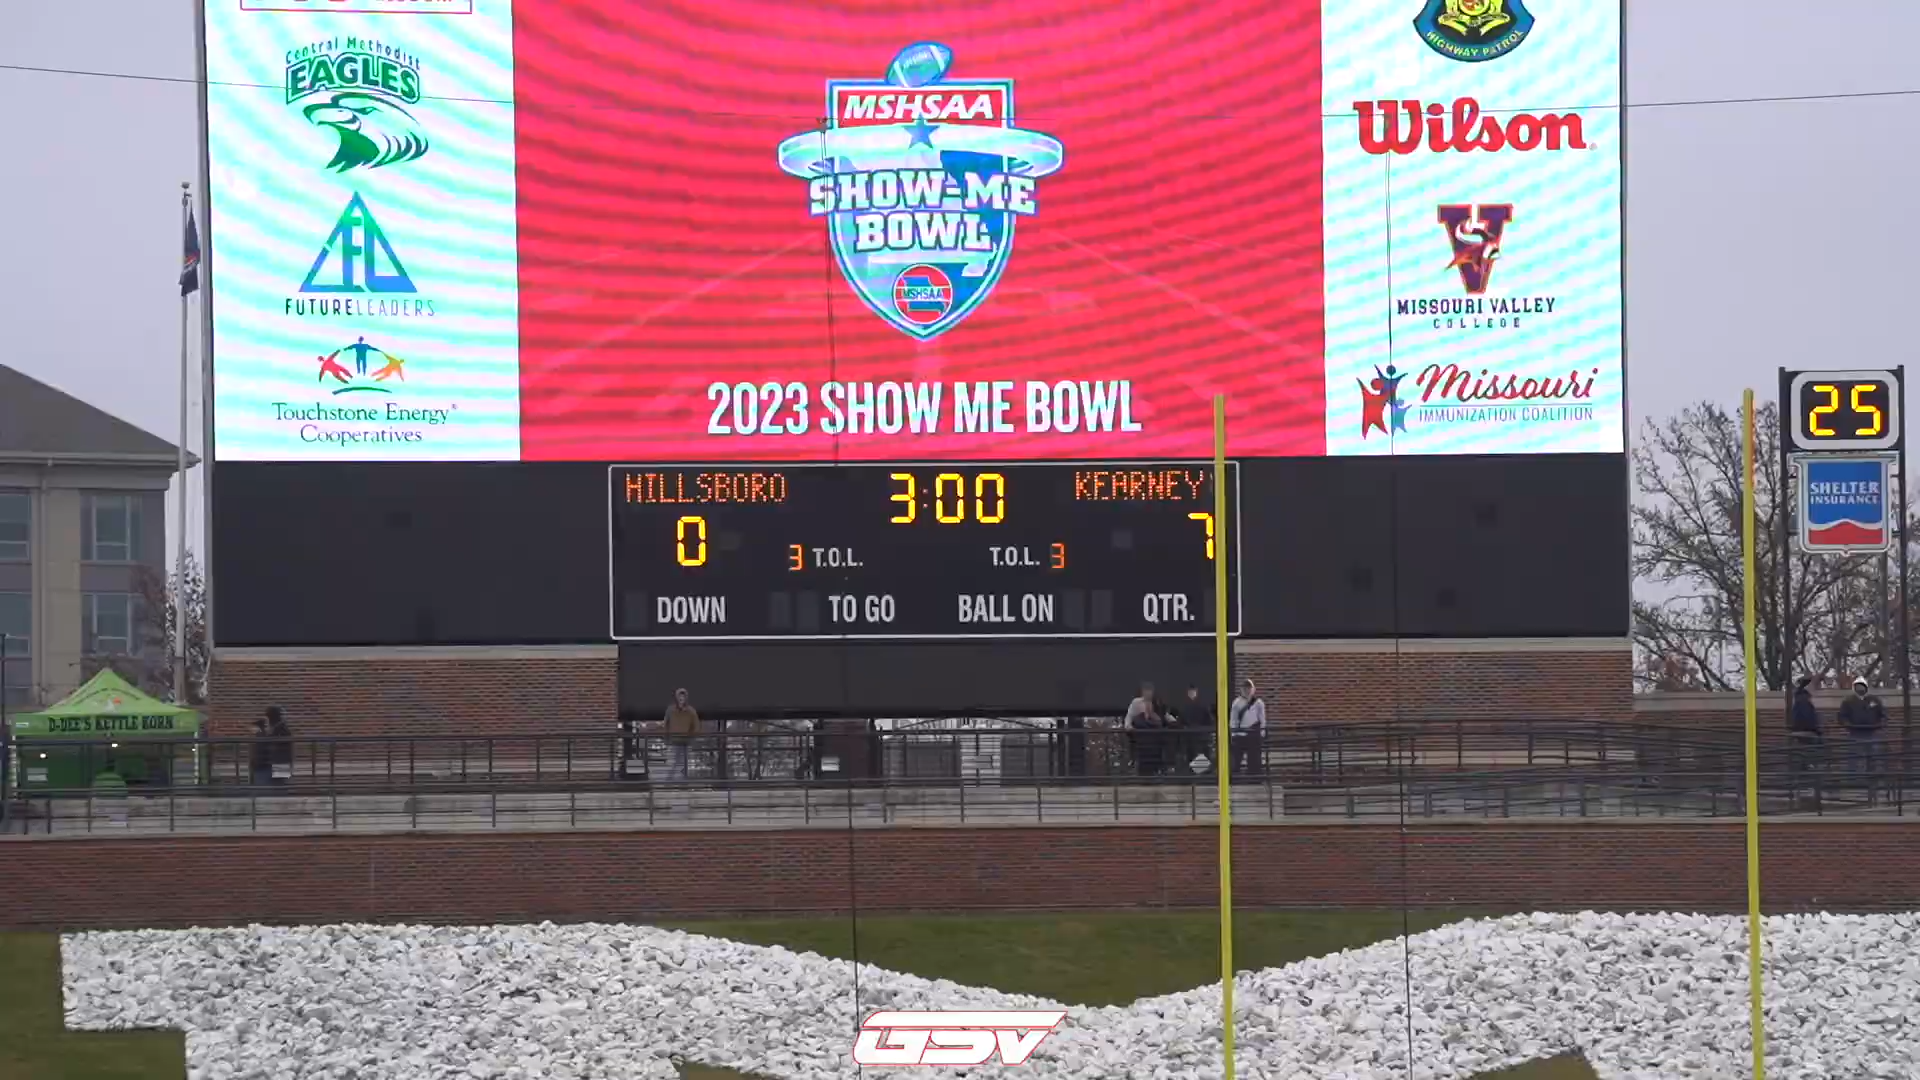 Central Methodist
EAGLES
FUTURELEADERS
Touchstone Energy®
Cooperatives
MSHSAA
SHOW-ME
BOWL
MSHSAA
2023 SHOW ME BOWL
HIGHWAY PATROL
Wilson
V
MISSOURI VALLEY
COLLEGE
Missouri
IMMUNIZATION COALITION
25
SHELTER
INSURANCE
HILLSBORO 3:00 KEARNEY
0 3 T.O.L. T.O.L. 3 7
DOWN TO GO BALL ON QTR.
D-DEE'S KETTLE KORN
GSV